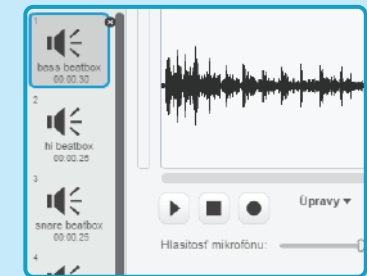 1
bass beatbox
00:00.30
2
hi beatbox
00:00.25
3
snare beatbox
00:00.25
4
Úpravy ▼
Hlasitosť mikrofónu: